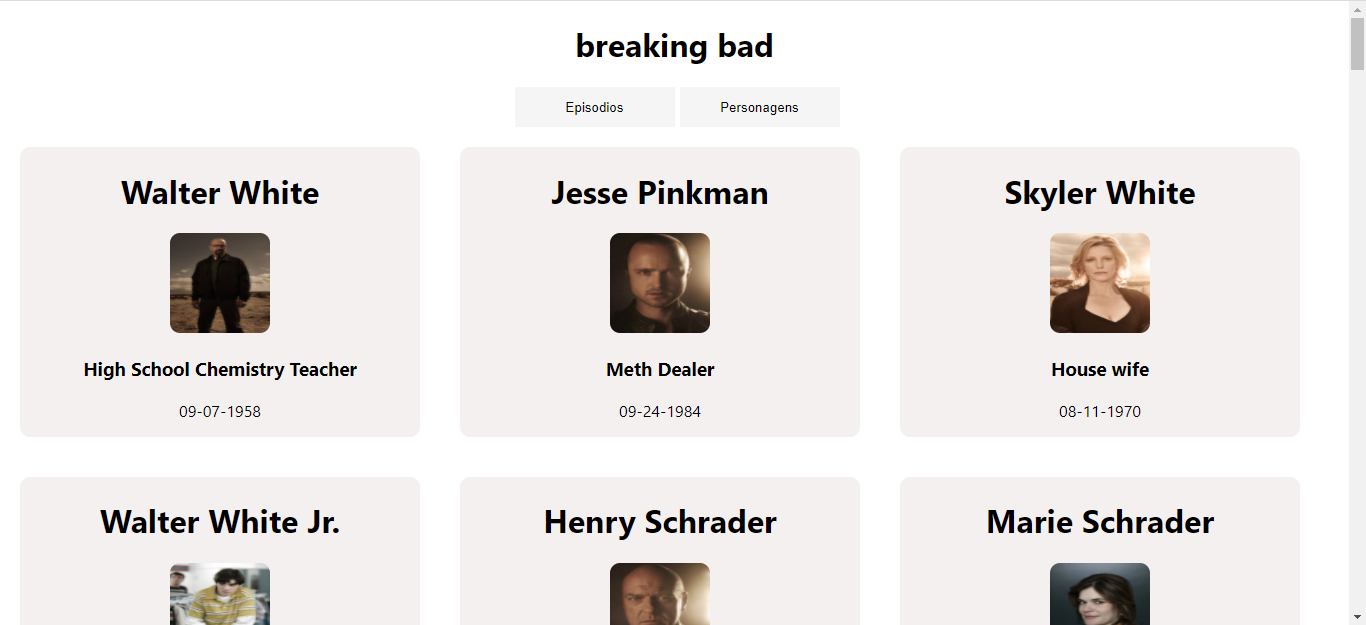 breaking bad
Episodios
Personagens
Walter White
High School Chemistry Teacher
09-07-1958
Jesse Pinkman
Meth Dealer
09-24-1984
Skyler White
House wife
08-11-1970
Walter White Jr.
Henry Schrader
Marie Schrader